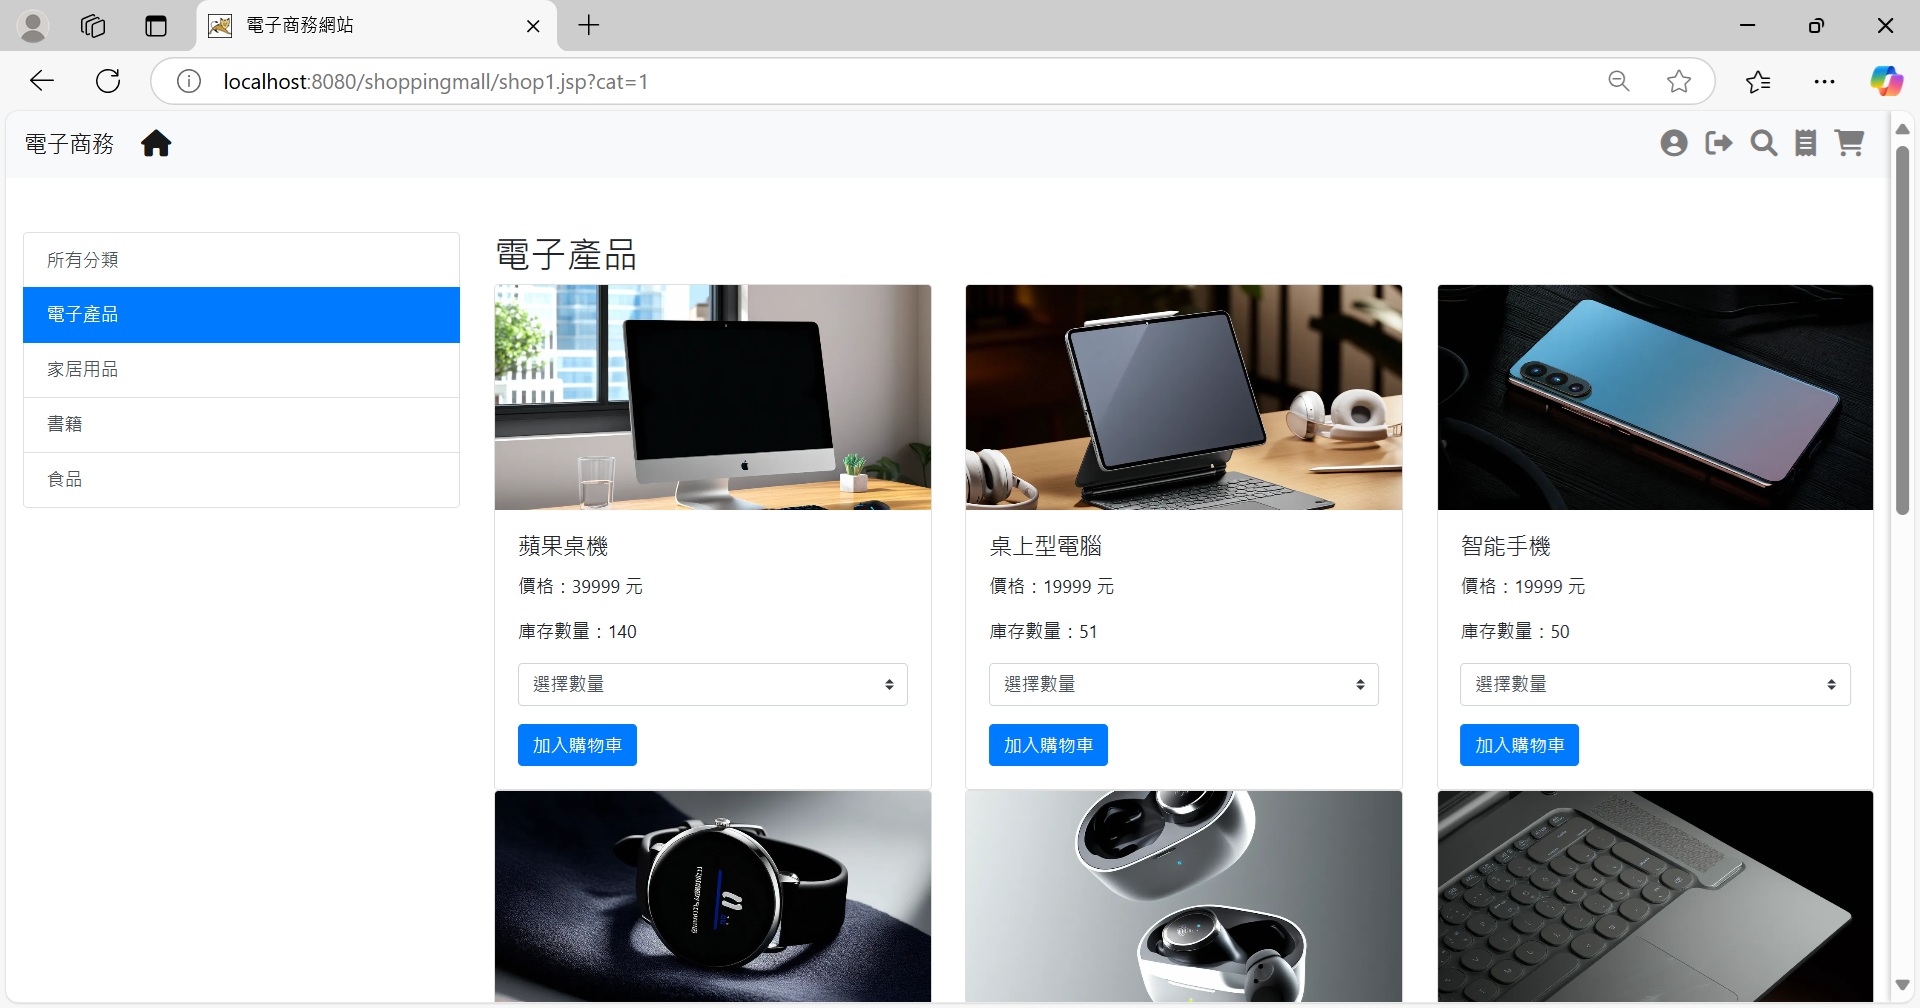 電子商務網站
localhost:8080/shoppingmall/shop1.jsp?cat=1
電子商務
所有分類
電子產品
家居用品
書籍
食品
電子產品
蘋果桌機
價格：39999 元
庫存數量：140
選擇數量
加入購物車
桌上型電腦
價格：19999 元
庫存數量：51
選擇數量
加入購物車
智能手機
價格：19999 元
庫存數量：50
選擇數量
加入購物車